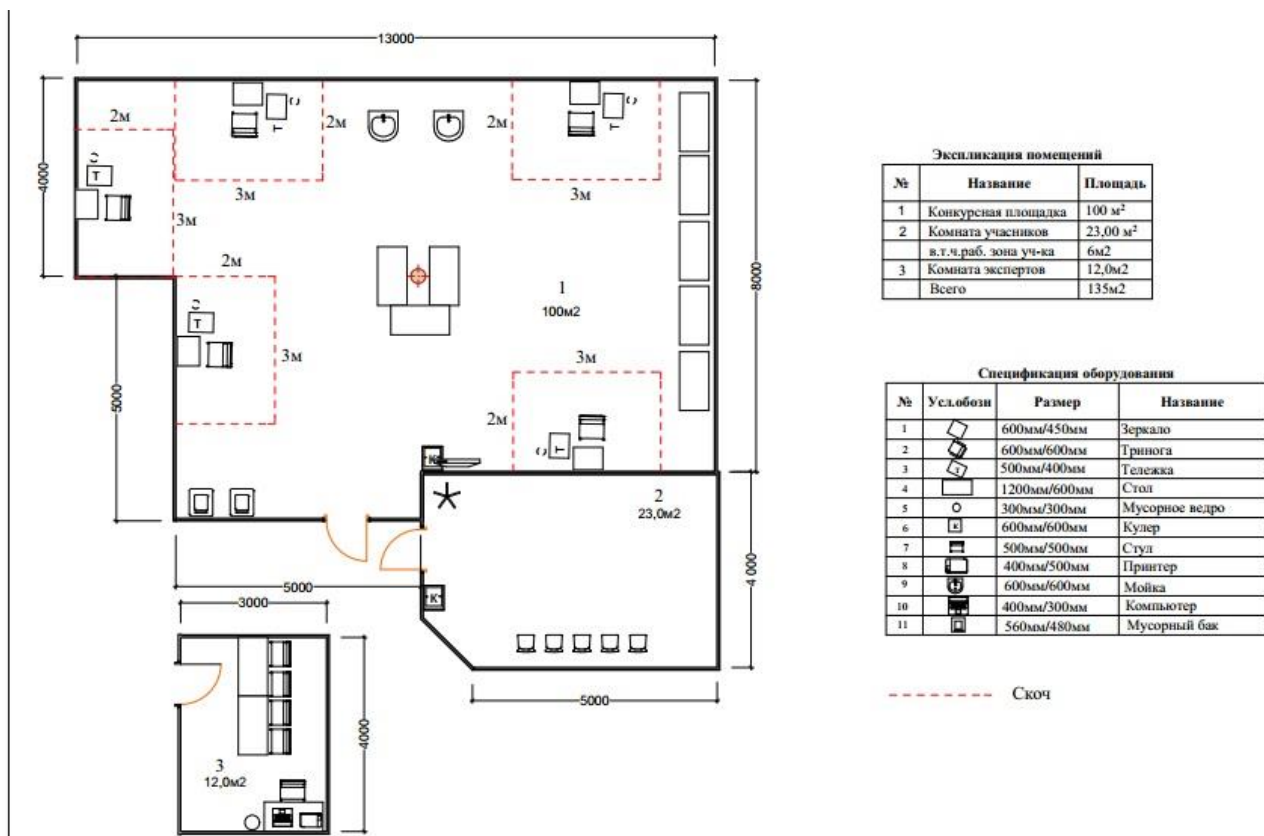 13000
2м
2м
2м
4000
Т
Т
Т
3м
3м
3м
2м
8000
1
100м2
Т
3м
3м
5000
2м
Т
К
2
23,0м2
4 000
5000
К
3000
5000
4000
3
12,0м2
Экспликация помещений
№ Название Площадь
1 Конкурсная площадка 100 м²
2 Комната учасников 23,00 м²
в.т.ч.раб. зона уч-ка 6м2
3 Комната экспертов 12,0м2
Всего 135м2
Спецификация оборудования
№ Усл.обозн Размер Название
1 600мм/450мм Зеркало
2 600мм/600мм Тринога
3 т 500мм/400мм Тележка
4 1200мм/600мм Стол
5 300мм/300мм Мусорное ведро
6 К 600мм/600мм Кулер
7 500мм/500мм Стул
8 400мм/500мм Принтер
9 600мм/600мм Мойка
10 400мм/300мм Компьютер
11 560мм/480мм Мусорный бак
Скоч